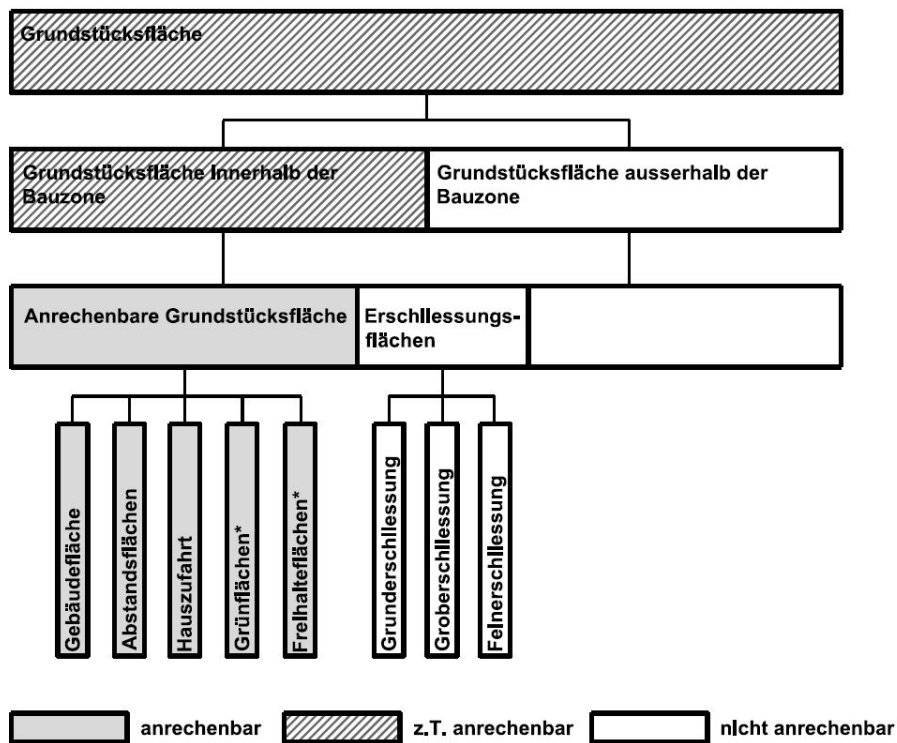 Grundstücksfläche
Grundstücksfläche innerhalb der
Bauzone
Grundstücksfläche ausserhalb der
Bauzone
Anrechenbare Grundstücksfläche
Erschliessungs-
flächen
Gebäudefläche
Abstandsflächen
Hauszufahrt
Grünflächen*
Freihalteflächen*
Grunderschliessung
Groberschliessung
Feinerschliessung
anrechenbar
z.T. anrechenbar
nicht anrechenbar